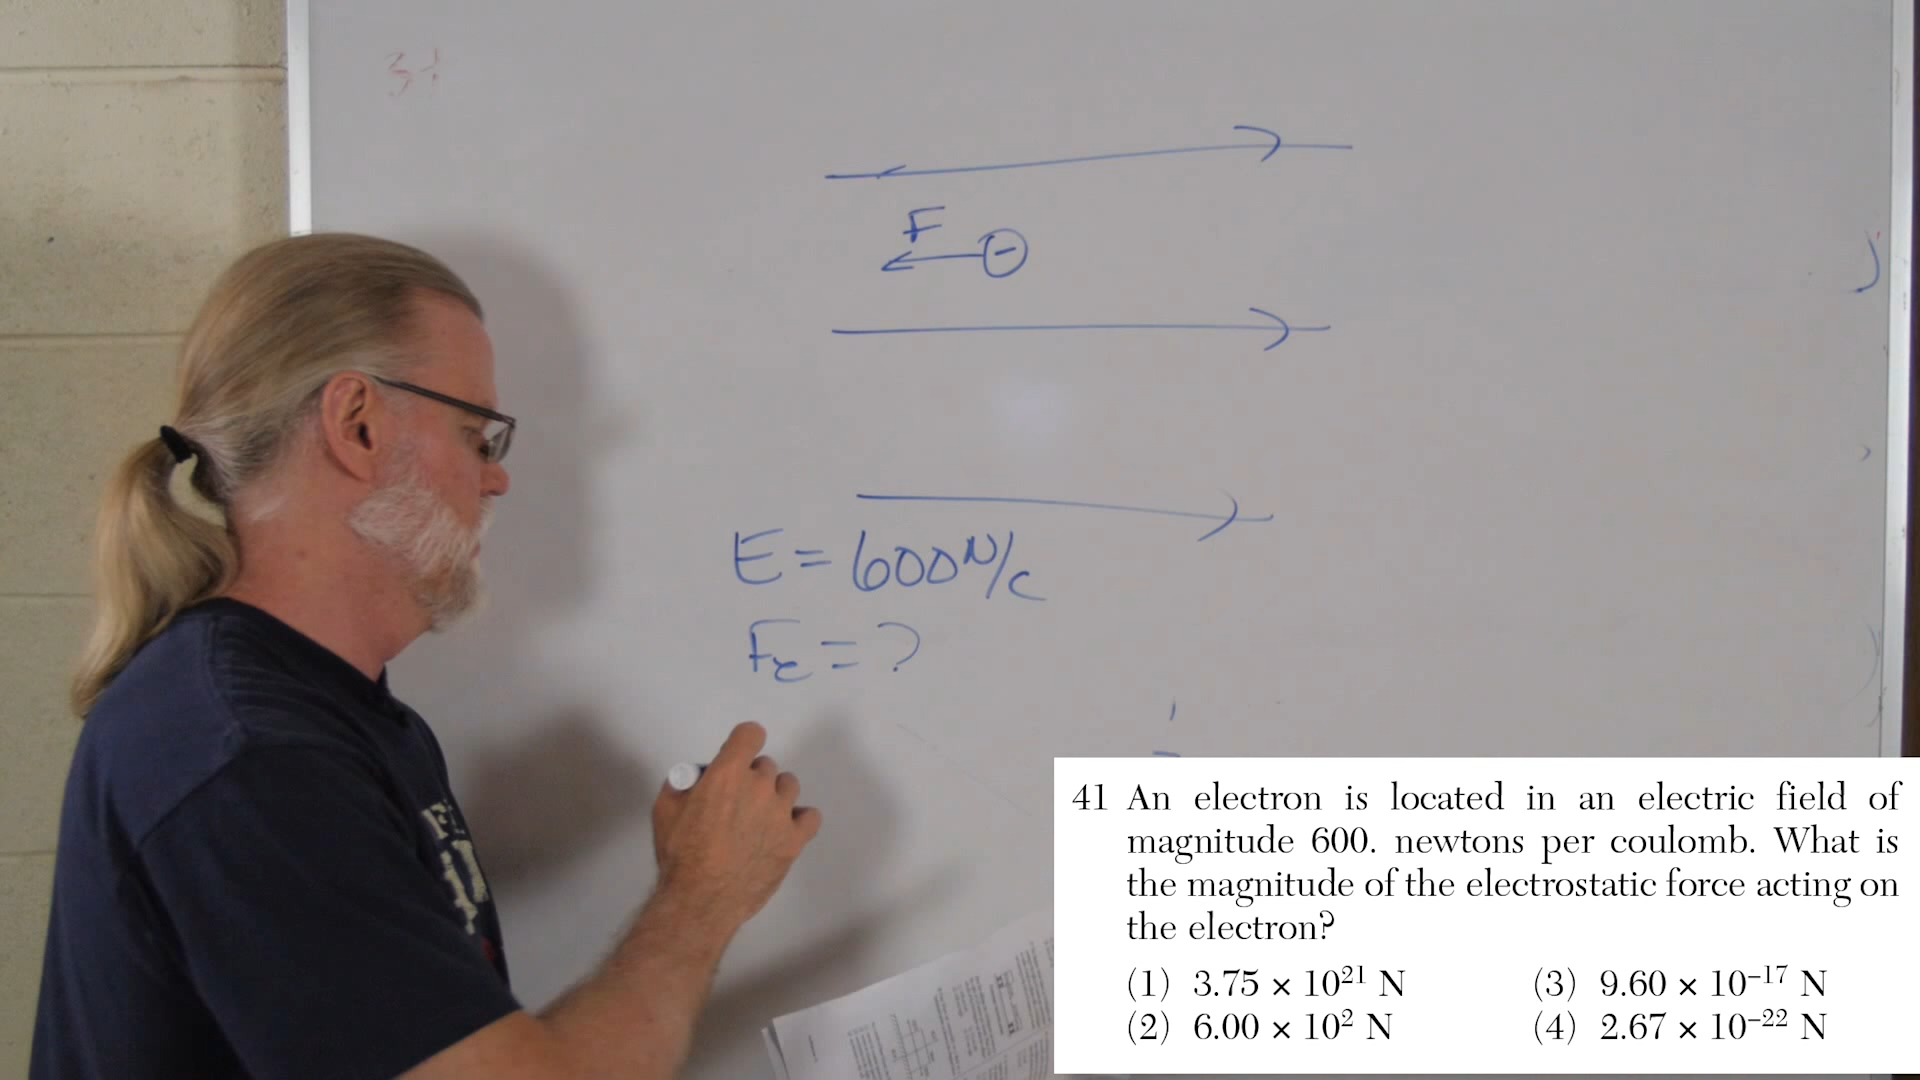 F
E = 600 N/C
Fe = ?
41 An electron is located in an electric field of
magnitude 600. newtons per coulomb. What is
the magnitude of the electrostatic force acting on
the electron?
(1) 3.75 × 10²¹ N (3) 9.60 × 10⁻¹⁷ N
(2) 6.00 × 10² N (4) 2.67 × 10⁻²² N